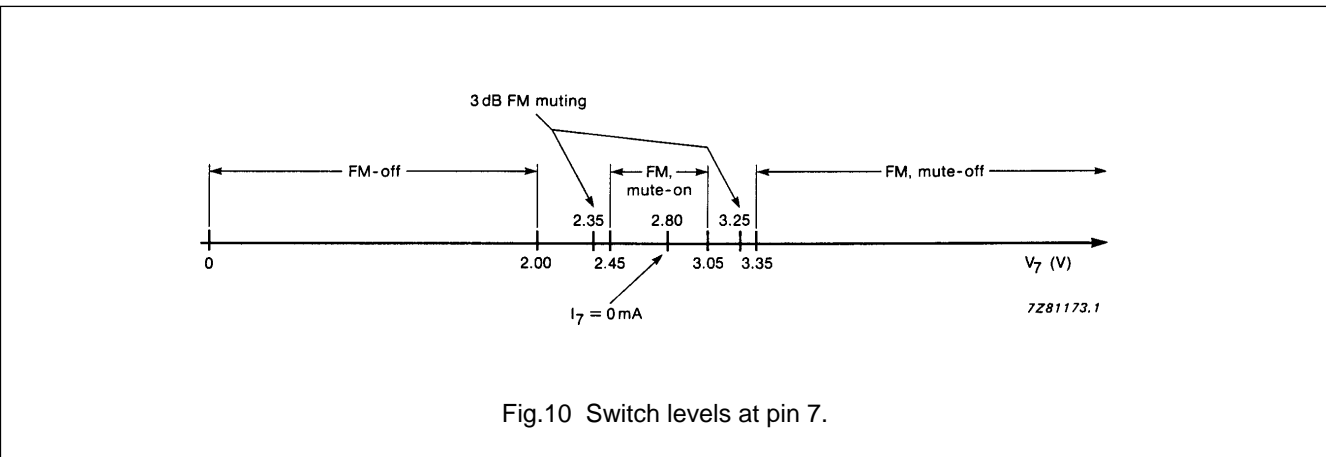 3 dB FM muting
FM-off
FM,
mute-on
FM, mute-off
2.35
2.80
3.25
0
2.00
2.45
3.05
3.35
V7 (V)
I7 = 0 mA
7Z81173.1
Fig.10 Switch levels at pin 7.